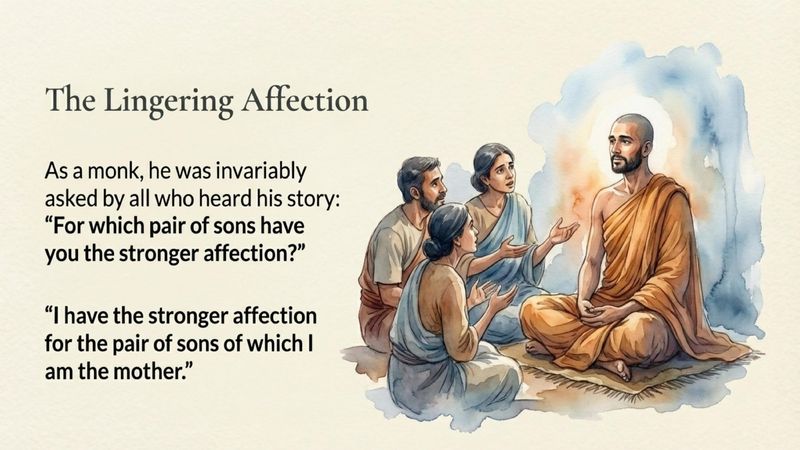 The Lingering Affection
As a monk, he was invariably
asked by all who heard his story:
“For which pair of sons have
you the stronger affection?”
“I have the stronger affection
for the pair of sons of which I
am the mother.”